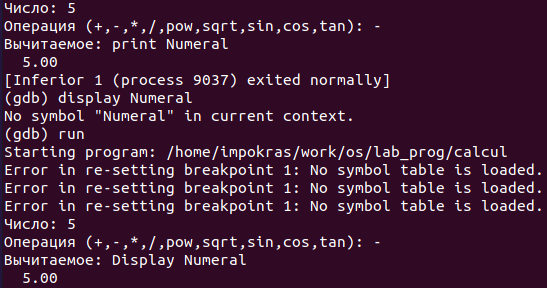 Число: 5
Операция (+,-,*,/,pow,sqrt,sin,cos,tan): -
Вычитаемое: print Numeral
  5.00
[Inferior 1 (process 9037) exited normally]
(gdb) display Numeral
No symbol "Numeral" in current context.
(gdb) run
Starting program: /home/impokras/work/os/lab_prog/calcul
Error in re-setting breakpoint 1: No symbol table is loaded.
Error in re-setting breakpoint 1: No symbol table is loaded.
Error in re-setting breakpoint 1: No symbol table is loaded.
Число: 5
Операция (+,-,*,/,pow,sqrt,sin,cos,tan): -
Вычитаемое: Display Numeral
  5.00